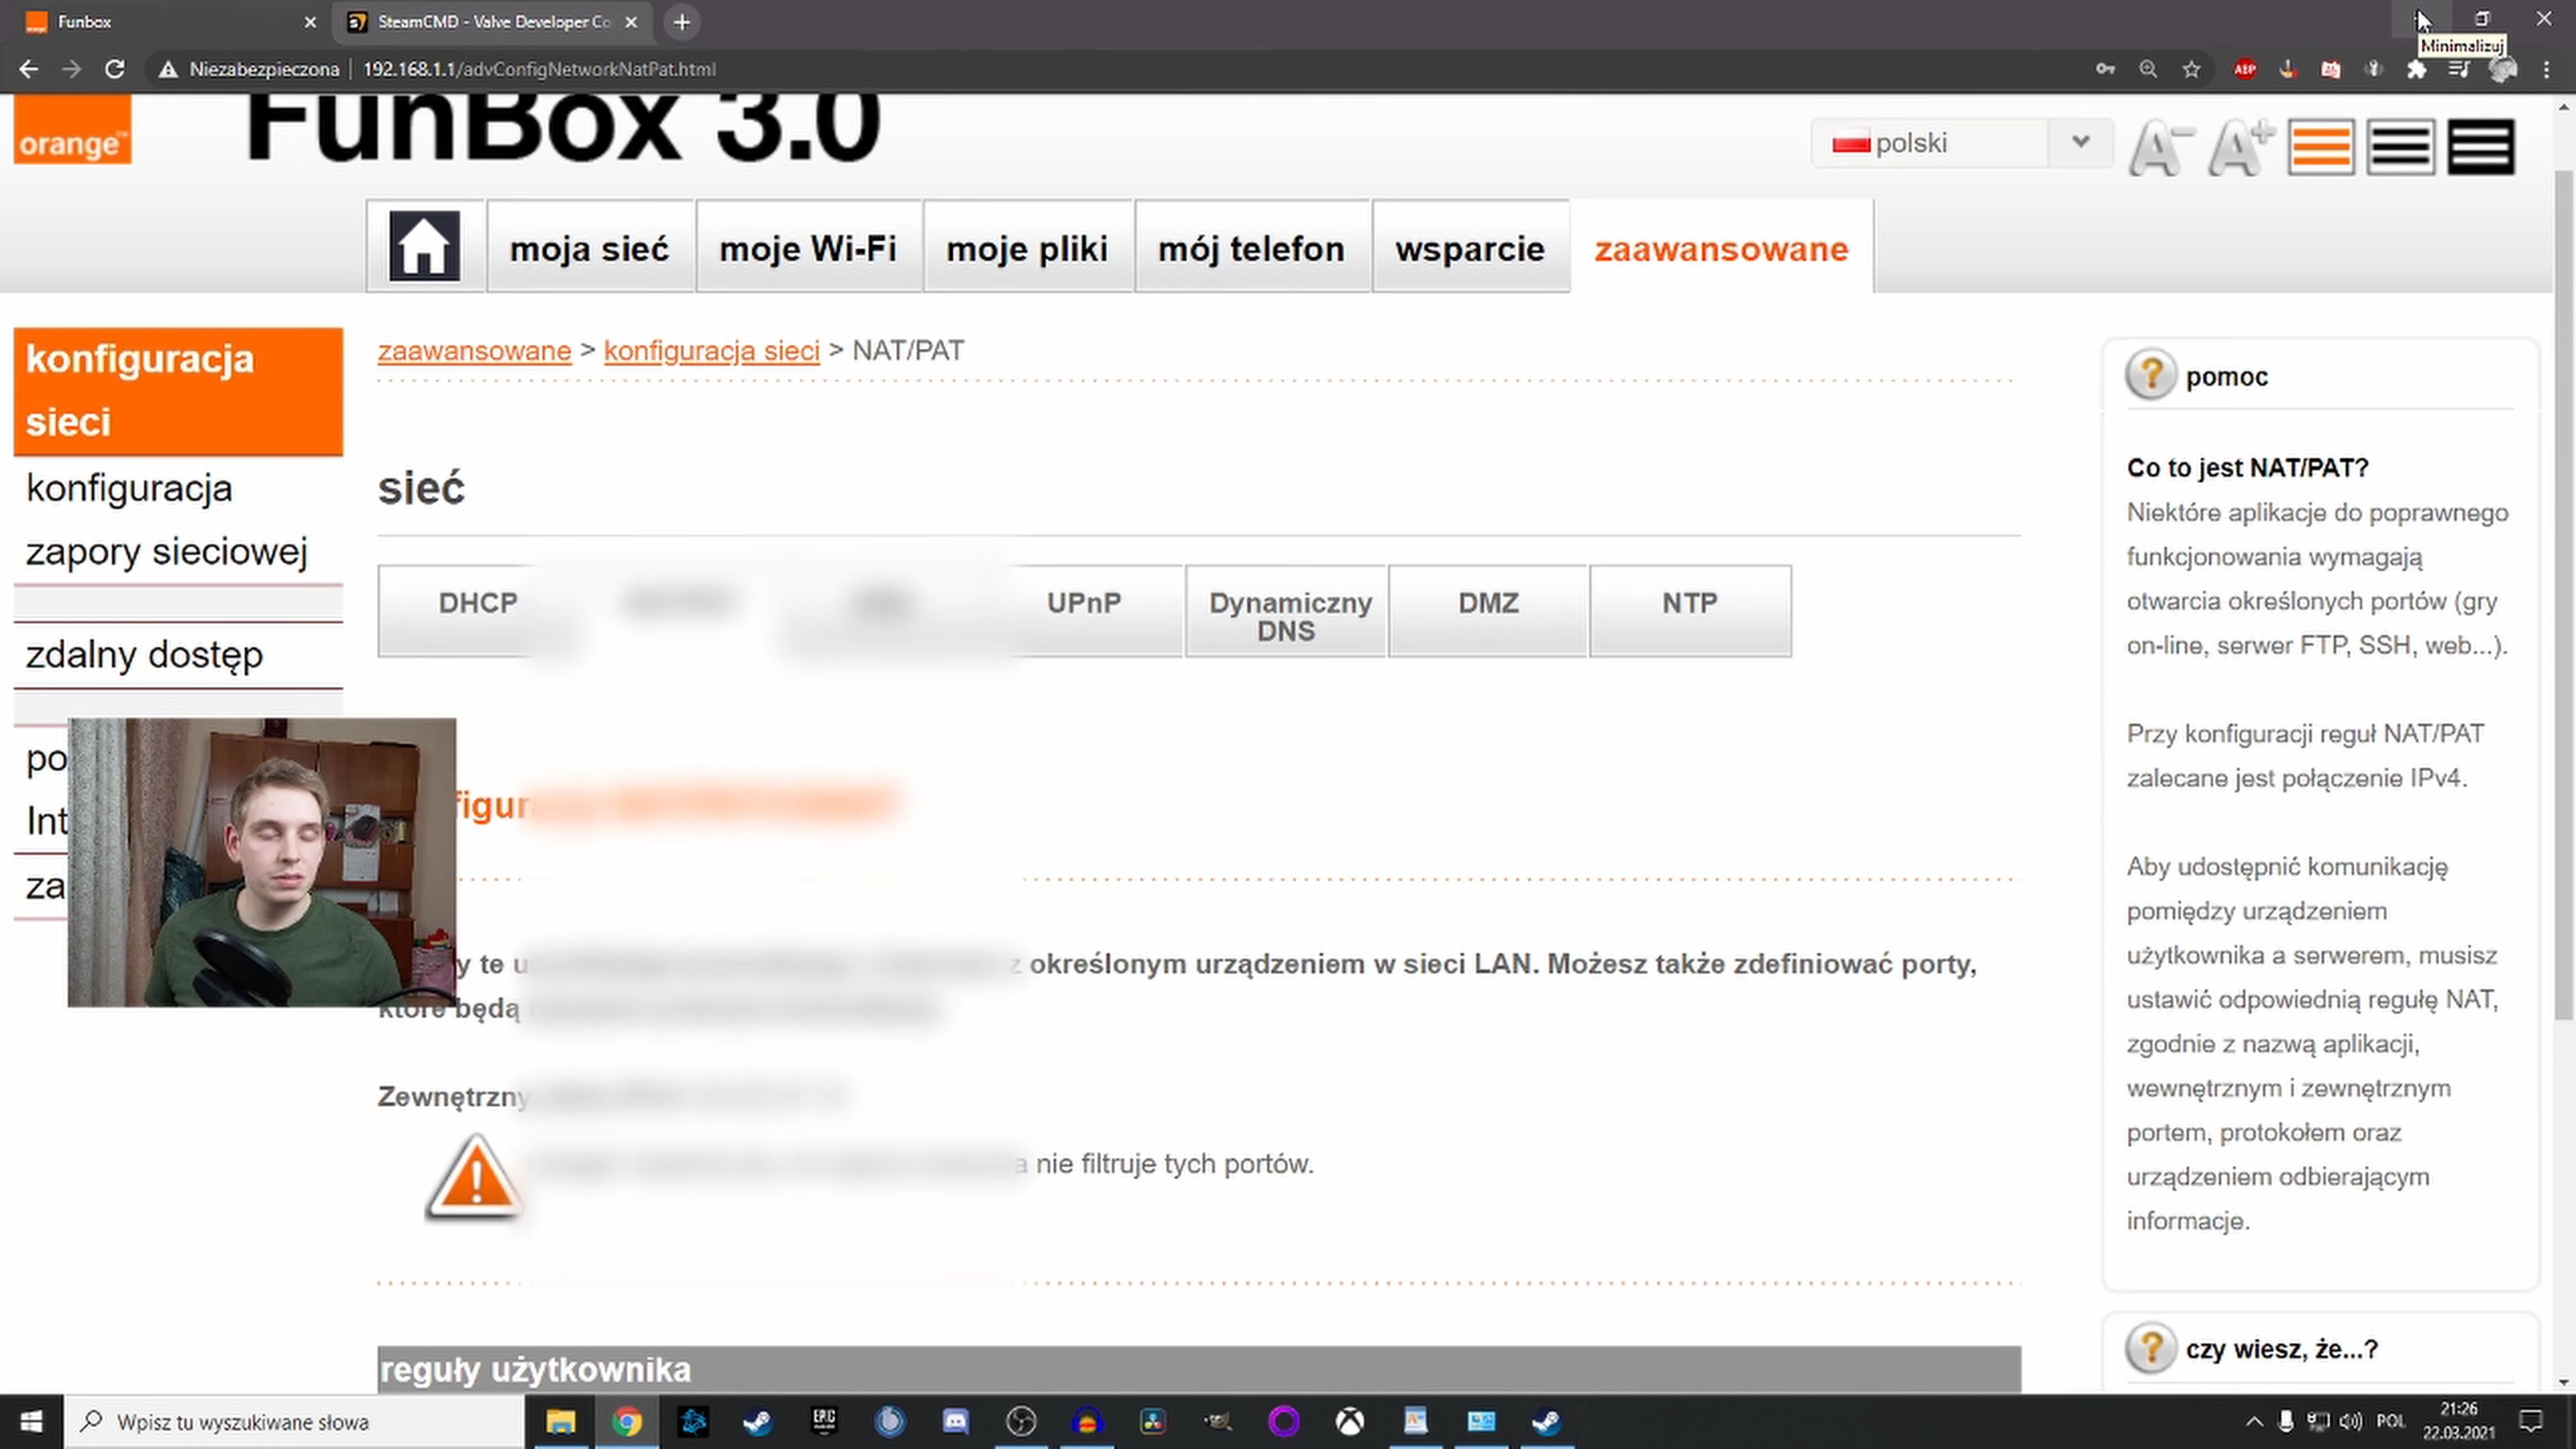 Funbox
SteamCMD - Valve Developer Co
Minimalizuj
Niezabezpieczona
192.168.1.1/advConfigNetworkNatPat.html
ABP
orange™
FunBox 3.0
polski
A-
A+
moja sieć
moje Wi-Fi
moje pliki
mój telefon
wsparcie
zaawansowane
konfiguracja
sieci
konfiguracja
zapory sieciowej
zdalny dostęp
po
Int
za
zaawansowane > konfiguracja sieci > NAT/PAT
sieć
DHCP
UPnP
Dynamiczny
DNS
DMZ
NTP
figur
y te
z określonym urządzeniem w sieci LAN. Możesz także zdefiniować porty,
które będą
Zewnętrzny
nie filtruje tych portów.
reguły użytkownika
pomoc
Co to jest NAT/PAT?
Niektóre aplikacje do poprawnego
funkcjonowania wymagają
otwarcia określonych portów (gry
on-line, serwer FTP, SSH, web...).
Przy konfiguracji reguł NAT/PAT
zalecane jest połączenie IPv4.
Aby udostępnić komunikację
pomiędzy urządzeniem
użytkownika a serwerem, musisz
ustawić odpowiednią regułę NAT,
zgodnie z nazwą aplikacji,
wewnętrznym i zewnętrznym
portem, protokołem oraz
urządzeniem odbierającym
informacje.
czy wiesz, że...?
Wpisz tu wyszukiwane słowa
EPIC
POL
21:26
22.03.2021